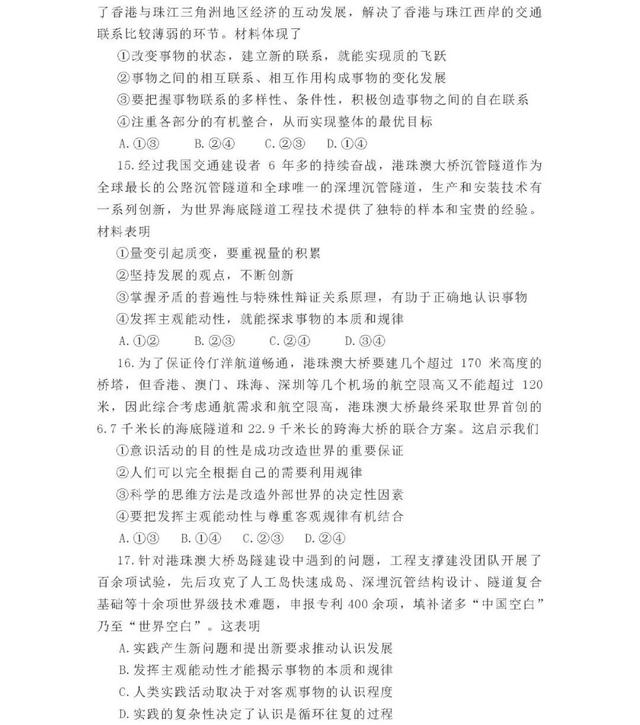 了香港与珠江三角洲地区经济的互动发展，解决了香港与珠江西岸的交通
联系比较薄弱的环节。材料体现了
①改变事物的状态，建立新的联系，就能实现质的飞跃
②事物之间的相互联系、相互作用构成事物的变化发展
③要把握事物联系的多样性、条件性，积极创造事物之间的自在联系
④注重各部分的有机整合，从而实现整体的最优目标
A.①③ B.②④ C.②③ D.①④
15.经过我国交通建设者 6 年多的持续奋战，港珠澳大桥沉管隧道作为
全球最长的公路沉管隧道和全球唯一的深埋沉管隧道，生产和安装技术有
一系列创新，为世界海底隧道工程技术提供了独特的样本和宝贵的经验。
材料表明
①量变引起质变，要重视量的积累
②坚持发展的观点，不断创新
③掌握矛盾的普遍性与特殊性辩证关系原理，有助于正确地认识事物
④发挥主观能动性，就能探求事物的本质和规律
A.①② B.②③ C.②④ D.③④
16.为了保证伶仃洋航道畅通，港珠澳大桥要建几个超过 170 米高度的
桥塔，但香港、澳门、珠海、深圳等几个机场的航空限高又不能超过 120
米，因此综合考虑通航需求和航空限高，港珠澳大桥最终采取世界首创的
6.7 千米长的海底隧道和 22.9 千米长的跨海大桥的联合方案。这启示我们
①意识活动的目的性是成功改造世界的重要保证
②人们可以完全根据自己的需要利用规律
③科学的思维方法是改造外部世界的决定性因素
④要把发挥主观能动性与尊重客观规律有机结合
A.①③ B.①④ C.②③ D.②④
17.针对港珠澳大桥岛隧建设中遇到的问题，工程支撑建没团队开展了
百余项试验，先后攻克了人工岛快速成岛、深埋沉管结构设计、隧道复合
基础等十余项世界级技术难题，申报专利 400 余项，填补诸多“中国空白”
乃至“世界空白”。这表明
A.实践产生新问题和提出新要求推动认识发展
B.发挥主观能动性才能揭示事物的本质和规律
C.人类实践活动取决于对客观事物的认识程度
D.实践的复杂性决定了认识是循环往复的过程